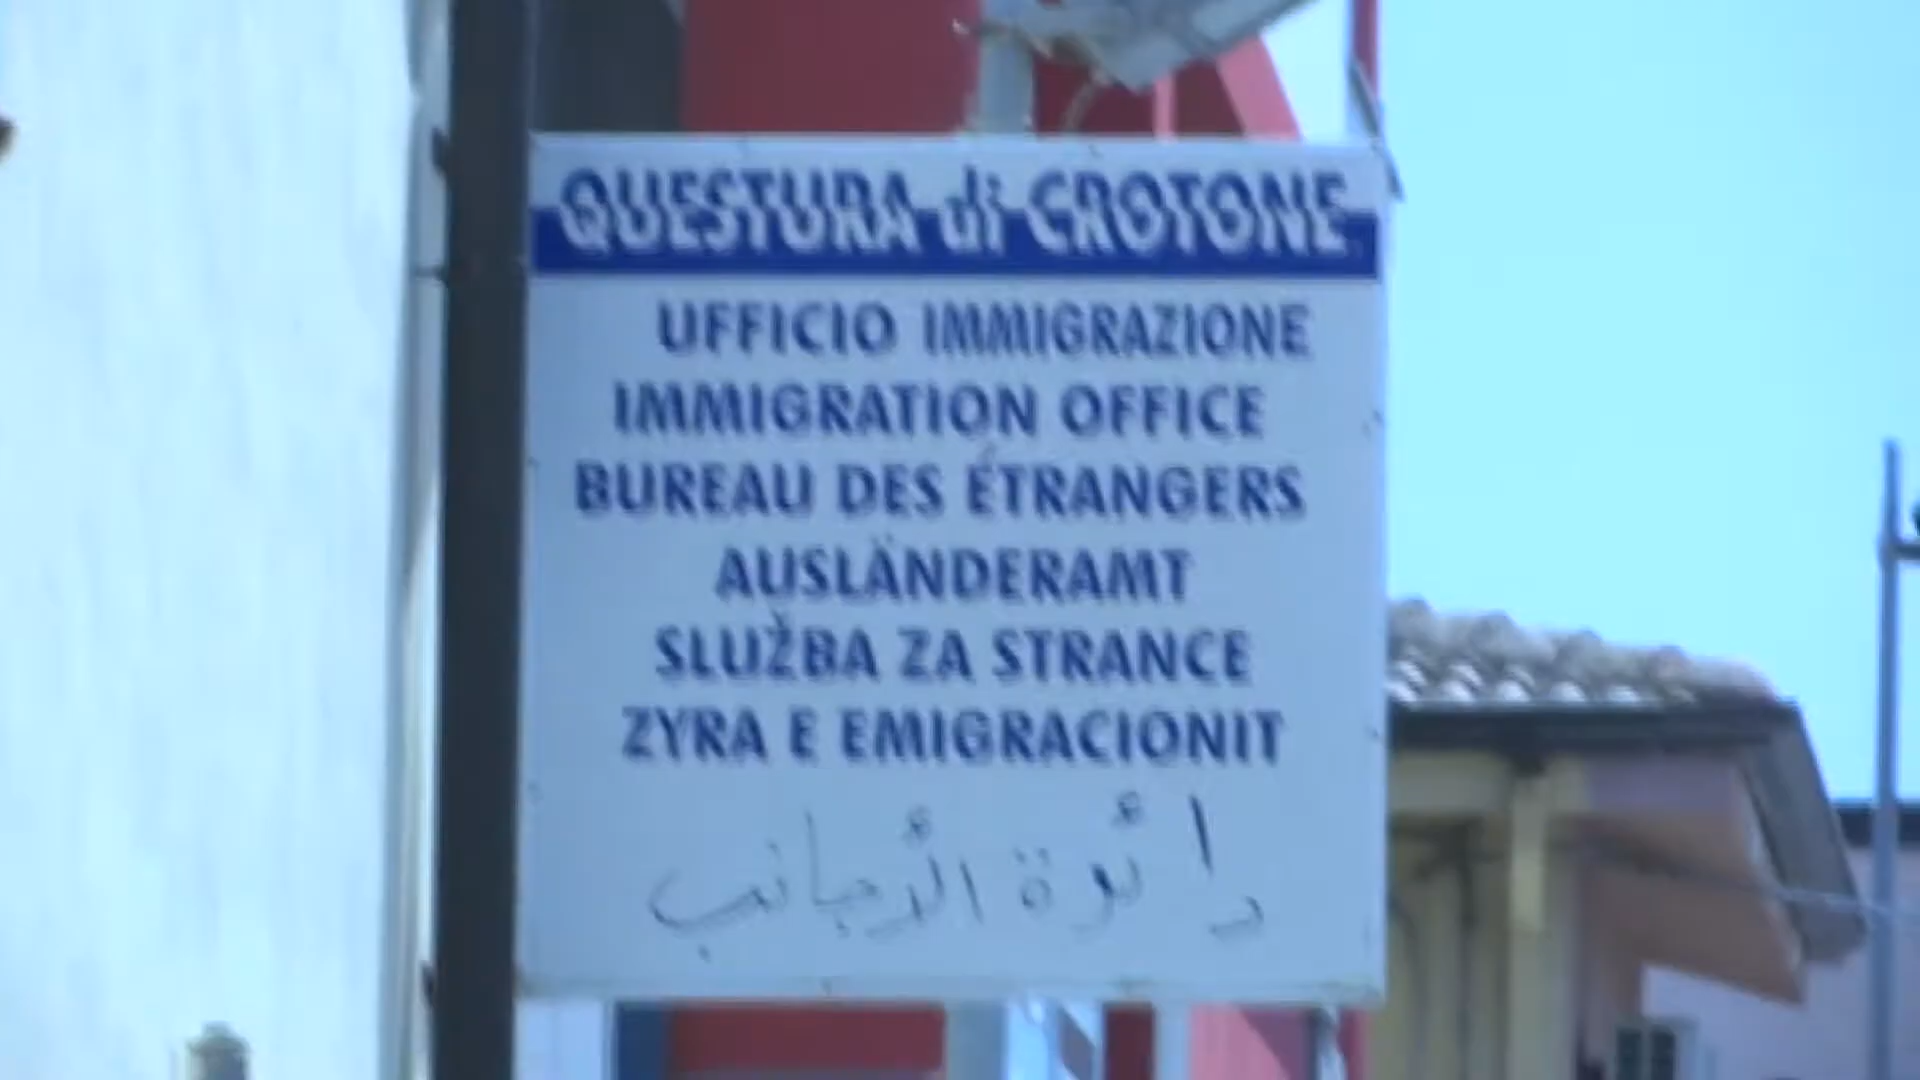 QUESTURA di CROTONE
UFFICIO IMMIGRAZIONE
IMMIGRATION OFFICE
BUREAU DES ÉTRANGERS
AUSLÄNDERAMT
SLUŽBA ZA STRANCE
ZYRA E EMIGRACIONIT
دائرة الأجانب